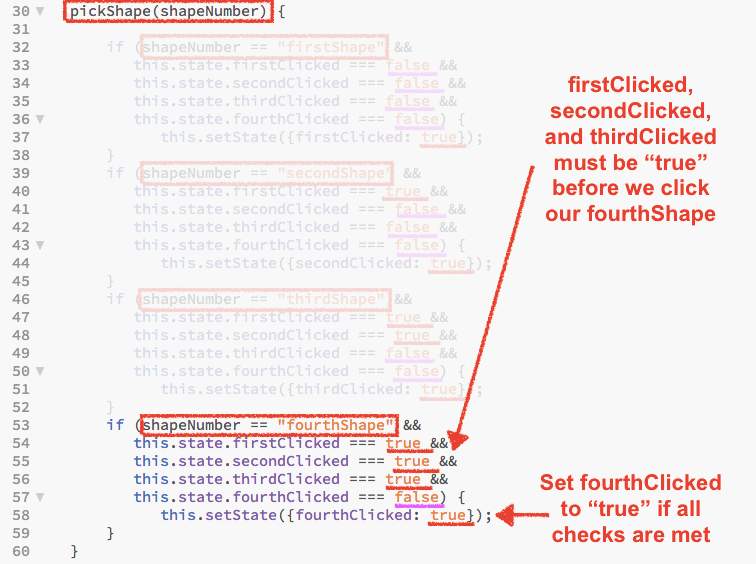 30 pickShape(shapeNumber) {
31
32 if (shapeNumber == "firstShape" &&
33 this.state.firstClicked === false &&
34 this.state.secondClicked === false &&
35 this.state.thirdClicked === false &&
36 this.state.fourthClicked === false) {
37 this.setState({firstClicked: true});
38 }
39 if (shapeNumber == "secondShape" &&
40 this.state.firstClicked === true &&
41 this.state.secondClicked === false &&
42 this.state.thirdClicked === false &&
43 this.state.fourthClicked === false) {
44 this.setState({secondClicked: true});
45 }
46 if (shapeNumber == "thirdShape" &&
47 this.state.firstClicked === true &&
48 this.state.secondClicked === true &&
49 this.state.thirdClicked === false &&
50 this.state.fourthClicked === false) {
51 this.setState({thirdClicked: true});
52 }
53 if (shapeNumber == "fourthShape" &&
54 this.state.firstClicked === true &&
55 this.state.secondClicked === true &&
56 this.state.thirdClicked === true &&
57 this.state.fourthClicked === false) {
58 this.setState({fourthClicked: true});
59 }
60 }
firstClicked,
secondClicked,
and thirdClicked
must be “true”
before we click
our fourthShape
Set fourthClicked
to “true” if all
checks are met